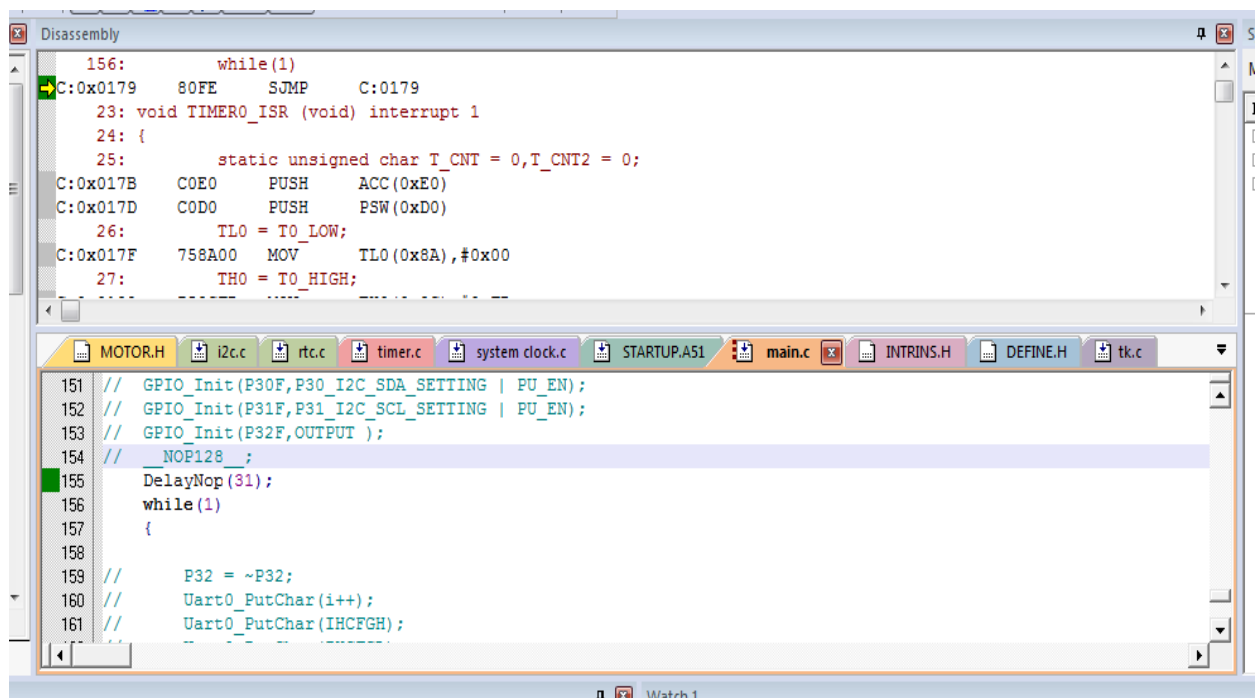 Disassembly
156: while(1)
C:0x0179 80FE SJMP C:0179
23: void TIMER0_ISR (void) interrupt 1
24: {
25: static unsigned char T_CNT = 0,T_CNT2 = 0;
C:0x017B C0E0 PUSH ACC(0xE0)
C:0x017D C0D0 PUSH PSW(0xD0)
26: TL0 = T0_LOW;
C:0x017F 758A00 MOV TL0(0x8A),#0x00
27: TH0 = T0_HIGH;
MOTOR.H i2c.c rtc.c timer.c system clock.c STARTUP.A51 main.c INTRINS.H DEFINE.H tk.c
151 // GPIO_Init(P30F,P30_I2C_SDA_SETTING | PU_EN);
152 // GPIO_Init(P31F,P31_I2C_SCL_SETTING | PU_EN);
153 // GPIO_Init(P32F,OUTPUT );
154 // __NOP128__;
155 DelayNop(31);
156 while(1)
157 {
158
159 // P32 = ~P32;
160 // Uart0_PutChar(i++);
161 // Uart0_PutChar(IHCFGH);
Watch 1